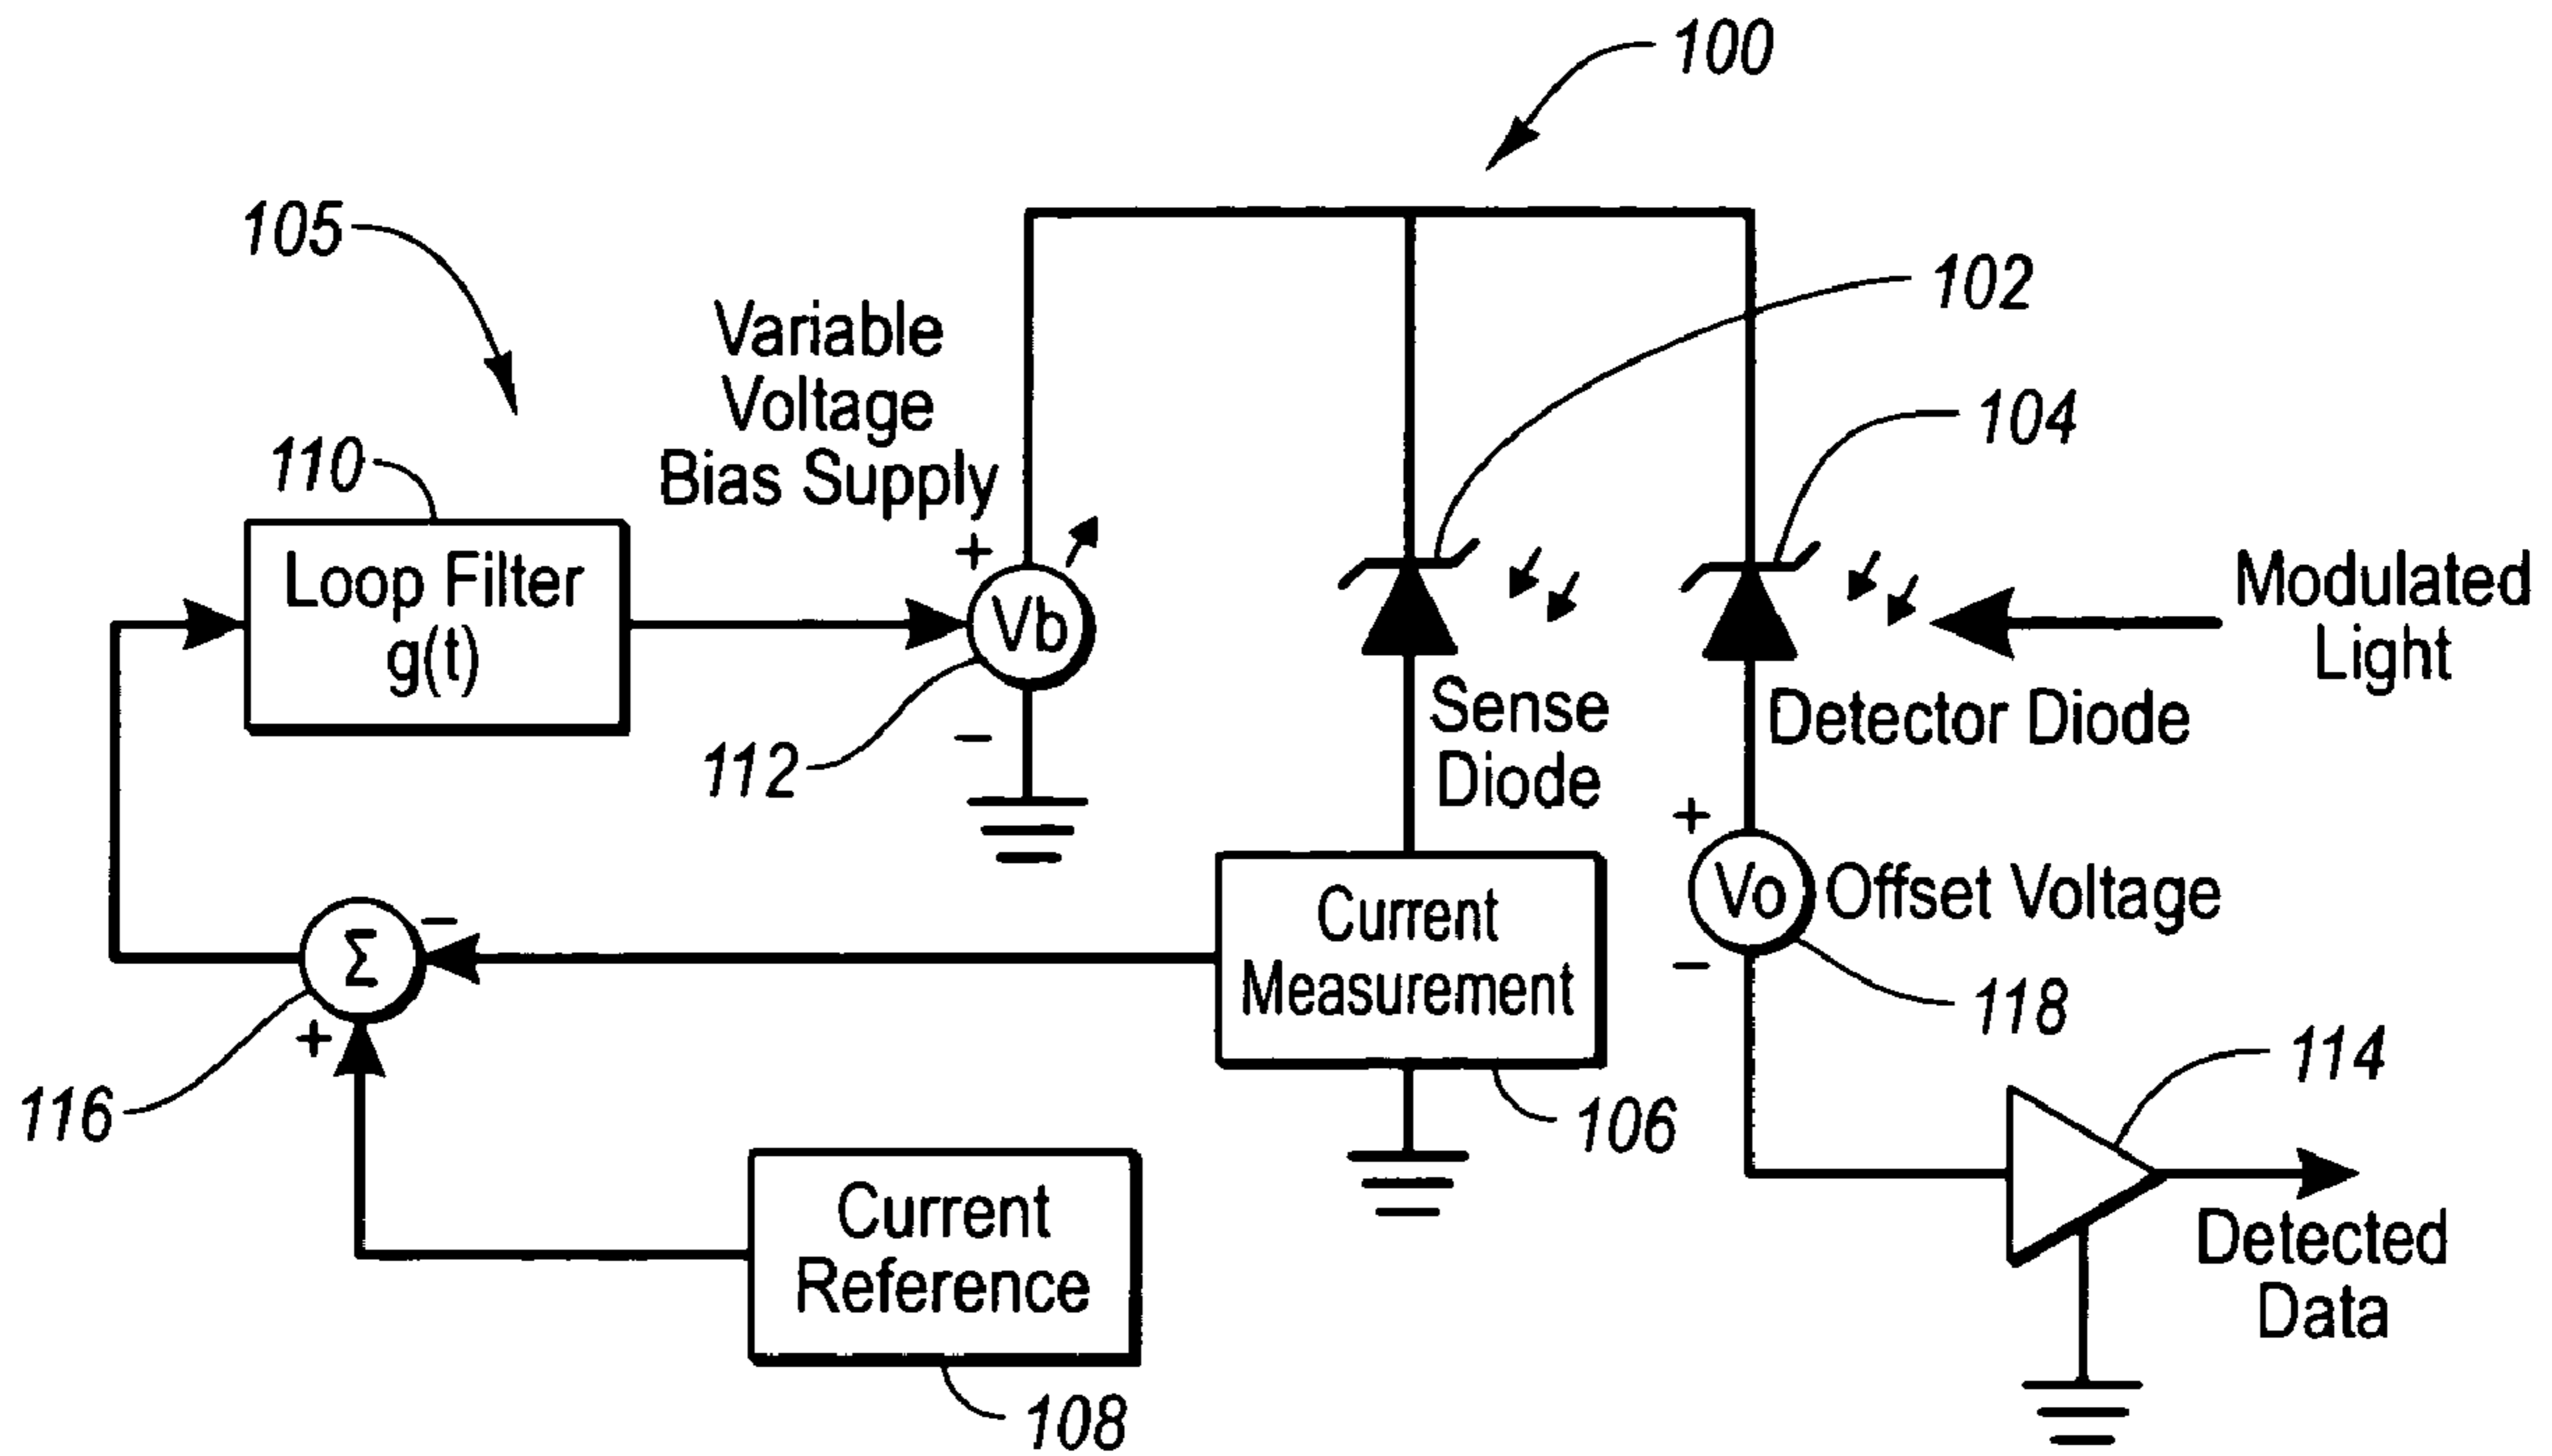 100
105
102
Variable
Voltage
Bias Supply
104
110
Loop Filter
g(t)
+
Vb
−
112
Modulated
Light
Sense
Diode
Detector Diode
+
Vo
Offset Voltage
−
118
Current
Measurement
106
−
Σ
+
116
114
Current
Reference
108
Detected
Data